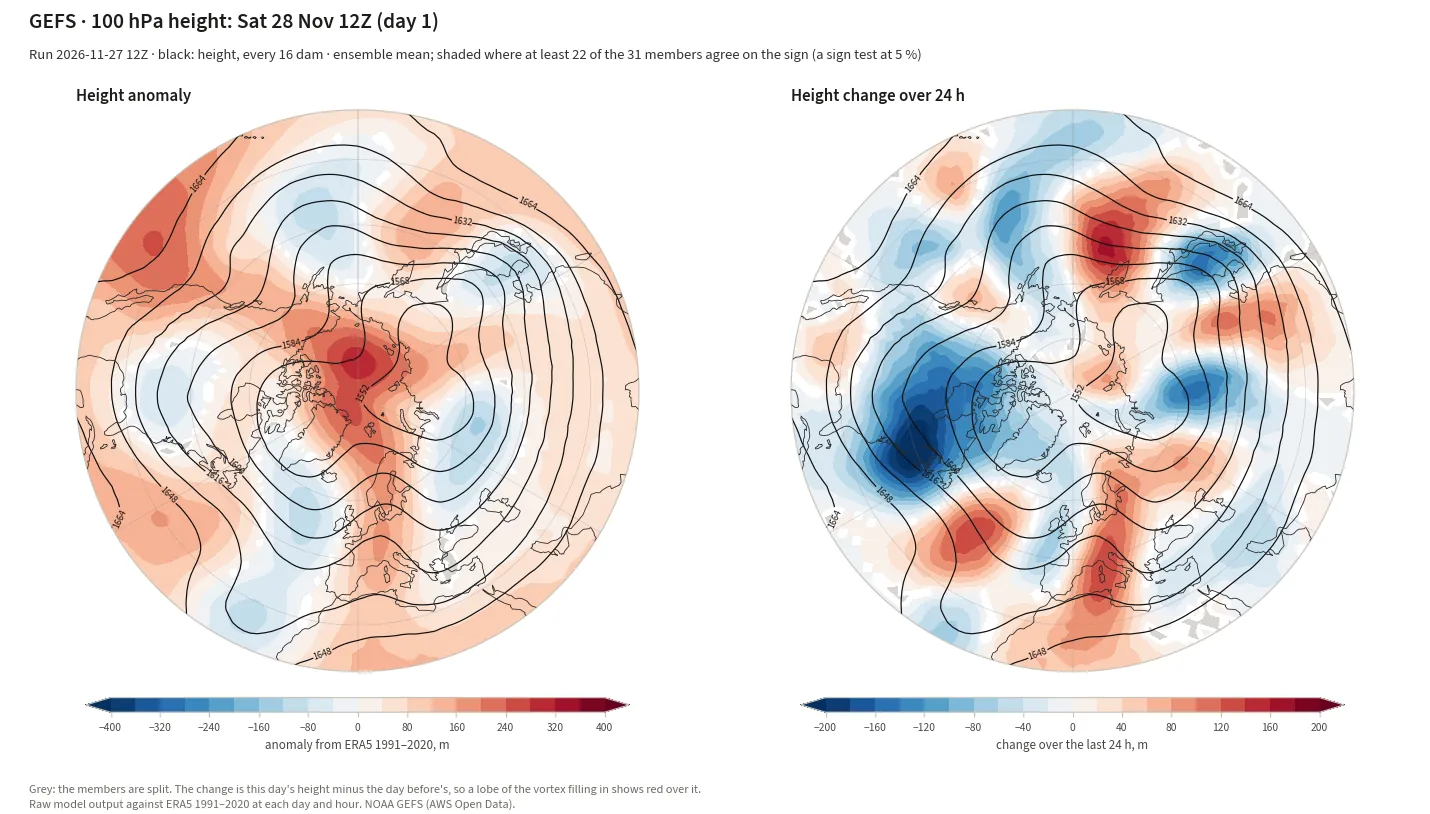 GEFS · 100 hPa height: Sat 28 Nov 12Z (day 1)
Run 2026-11-27 12Z · black: height, every 16 dam · ensemble mean; shaded where at least 22 of the 31 members agree on the sign (a sign test at 5 %)
Height anomaly
Height change over 24 h
1664
1664
1632
1568
1584
1552
1648
1664
1648
1664
1664
1632
1568
1584
1552
1648
1664
1648
−400 −320 −240 −160 −80 0 80 160 240 320 400
anomaly from ERA5 1991–2020, m
−200 −160 −120 −80 −40 0 40 80 120 160 200
change over the last 24 h, m
Grey: the members are split. The change is this day's height minus the day before's, so a lobe of the vortex filling in shows red over it.
Raw model output against ERA5 1991–2020 at each day and hour. NOAA GEFS (AWS Open Data).